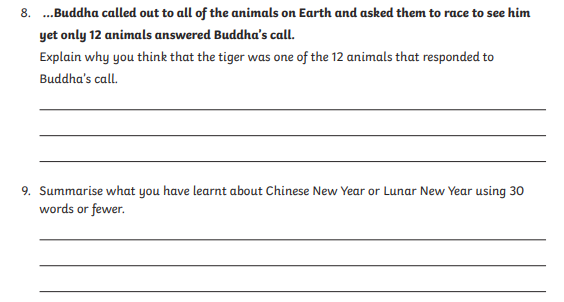 8. ...Buddha called out to all of the animals on Earth and asked them to race to see him
yet only 12 animals answered Buddha's call.
Explain why you think that the tiger was one of the 12 animals that responded to
Buddha's call.
9. Summarise what you have learnt about Chinese New Year or Lunar New Year using 30
words or fewer.